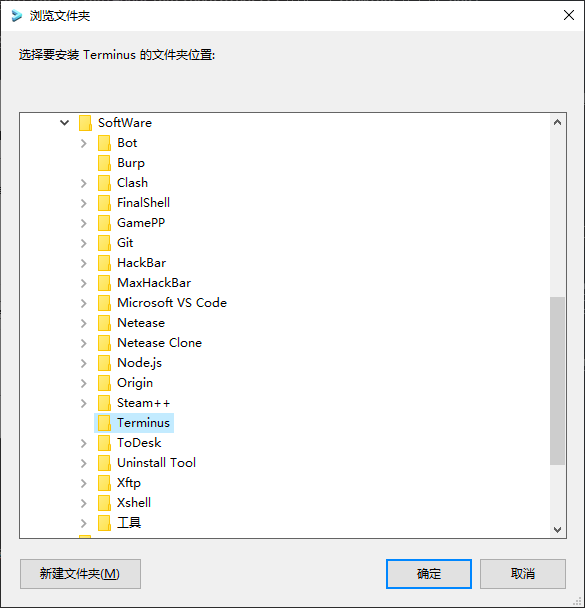 浏览文件夹
选择要安装 Terminus 的文件夹位置:
SoftWare
Bot
Burp
Clash
FinalShell
GamePP
Git
HackBar
MaxHackBar
Microsoft VS Code
Netease
Netease Clone
Node.js
Origin
Steam++
Terminus
ToDesk
Uninstall Tool
Xftp
Xshell
工具
新建文件夹(M)
确定
取消